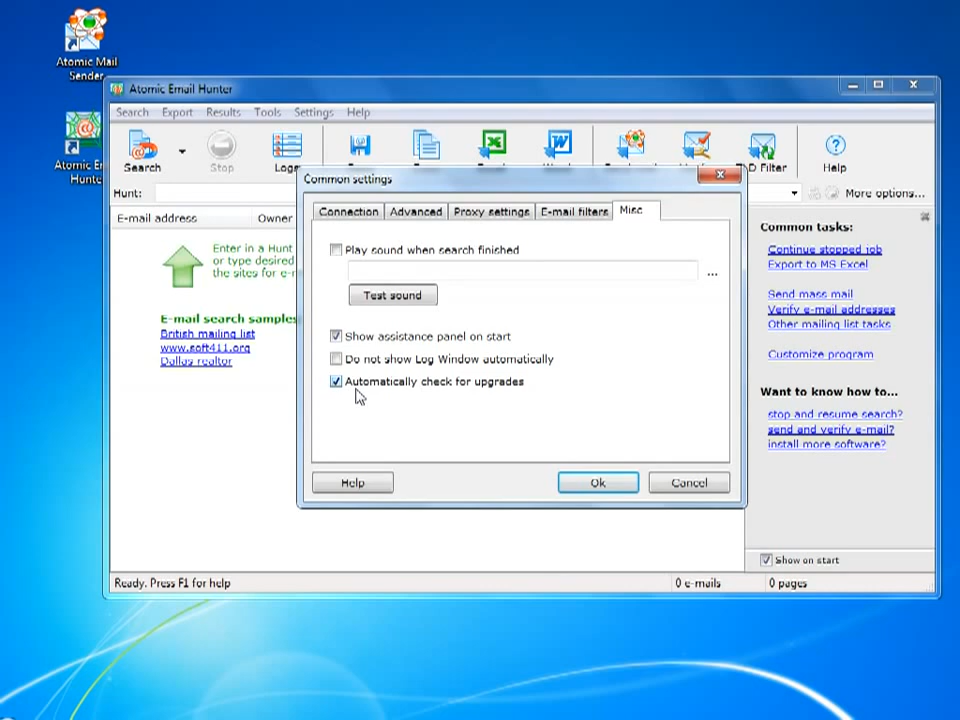 Atomic Mail
Sender
Atomic Em
Hunte
Atomic Email Hunter
Search Export Results Tools Settings Help
Search Stop Logs D Filter Help
Hunt: More options...
E-mail address Owner
Enter in a Hunt
or type desired
the sites for e-r
E-mail search samples
British mailing list
www.soft411.org
Dallas realtor
Common settings
Connection Advanced Proxy settings E-mail filters Misc
Play sound when search finished
...
Test sound
Show assistance panel on start
Do not show Log Window automatically
Automatically check for upgrades
Help Ok Cancel
Common tasks:
Continue stopped job
Export to MS Excel
Send mass mail
Verify e-mail addresses
Other mailing list tasks
Customize program
Want to know how to...
stop and resume search?
send and verify e-mail?
install more software?
Show on start
Ready. Press F1 for help 0 e-mails 0 pages